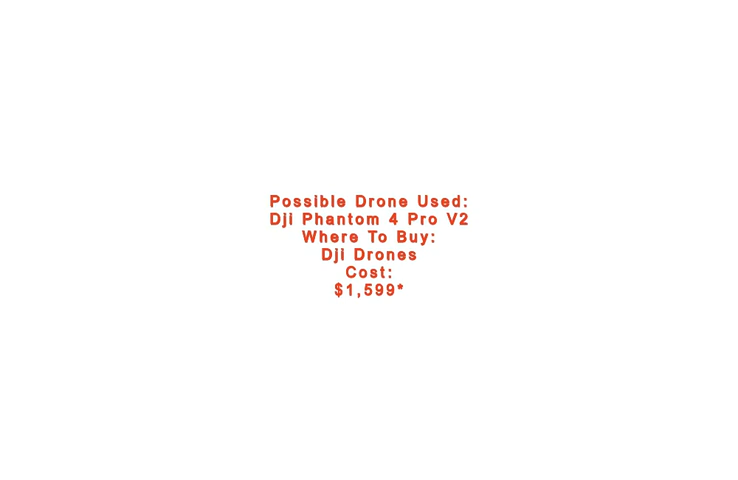 Possible Drone Used:
Dji Phantom 4 Pro V2
Where To Buy:
Dji Drones
Cost:
$1,599*